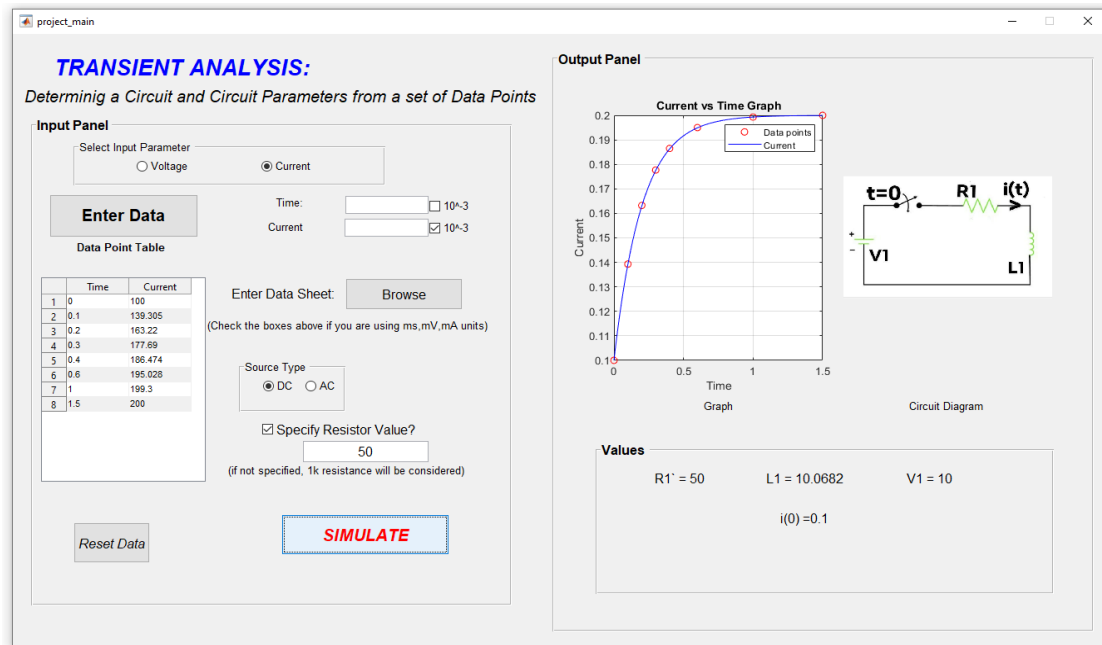 project_main
TRANSIENT ANALYSIS:
Determinig a Circuit and Circuit Parameters from a set of Data Points
Input Panel
Select Input Parameter
Voltage Current
Enter Data
Time: 10^-3
Current 10^-3
Data Point Table
Time Current
1 0 100
2 0.1 139.305
3 0.2 163.22
4 0.3 177.69
5 0.4 186.474
6 0.6 195.028
7 1 199.3
8 1.5 200
Enter Data Sheet: Browse
(Check the boxes above if you are using ms,mV,mA units)
Source Type
DC AC
Specify Resistor Value?
50
(if not specified, 1k resistance will be considered)
Reset Data
SIMULATE
Output Panel
Current vs Time Graph
Data points
Current
0.2
0.19
0.18
0.17
0.16
0.15
0.14
0.13
0.12
0.11
0.1
Current
0 0.5 1 1.5
Time
Graph
t=0 R1 i(t)
+
-
V1
L1
Circuit Diagram
Values
R1` = 50 L1 = 10.0682 V1 = 10
i(0) =0.1